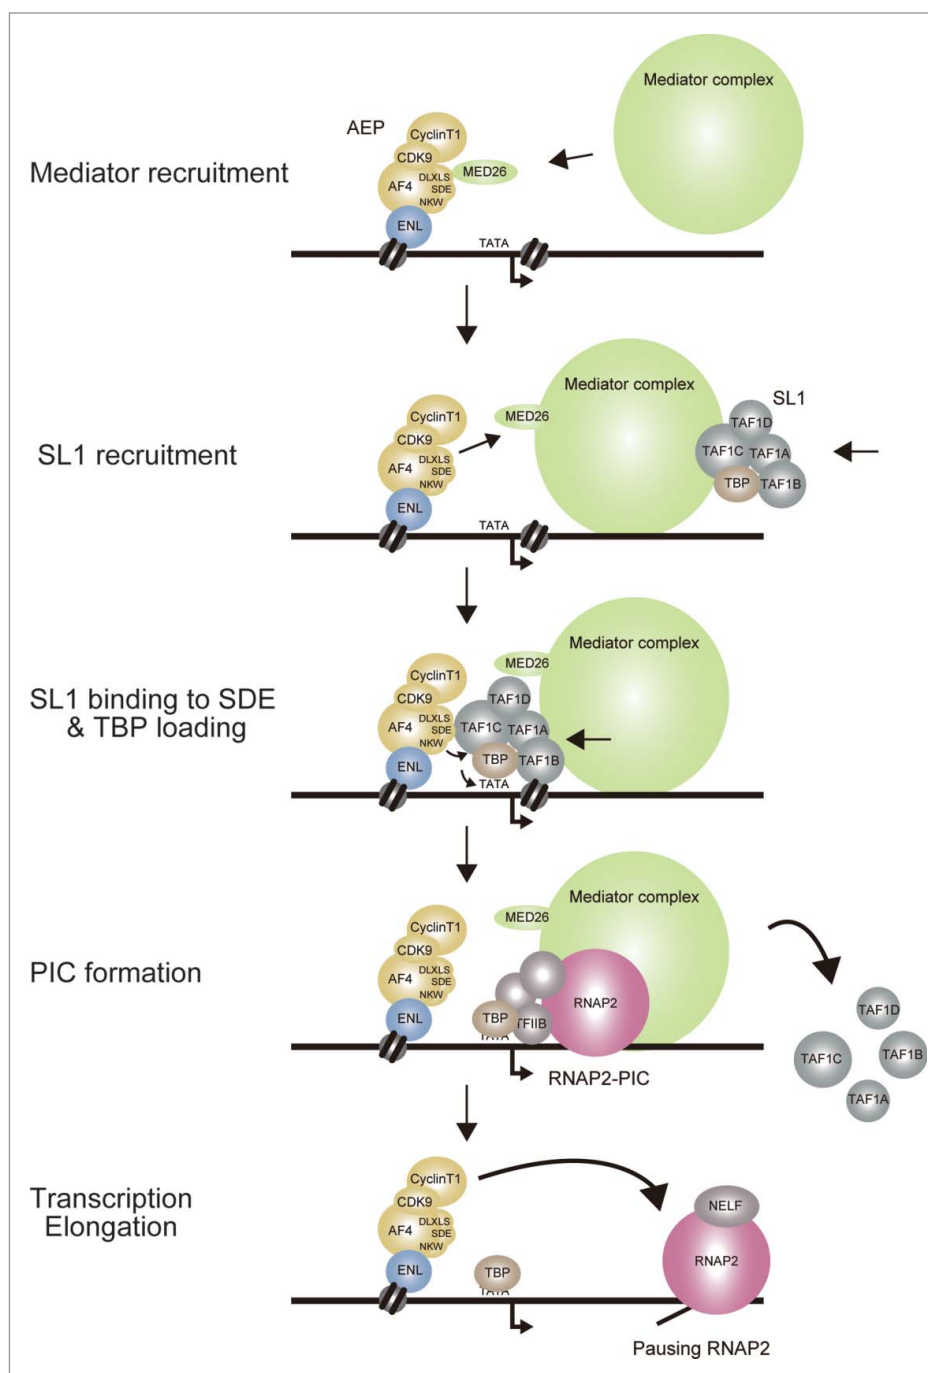 Mediator recruitment
AEP
CyclinT1
CDK9
AF4
DLXLS
SDE
NKW
MED26
ENL
TATA
Mediator complex
SL1 recruitment
CyclinT1
CDK9
AF4
DLXLS
SDE
NKW
ENL
MED26
TATA
Mediator complex
SL1
TAF1D
TAF1C
TAF1A
TBP
TAF1B
SL1 binding to SDE
& TBP loading
CyclinT1
CDK9
AF4
DLXLS
SDE
NKW
ENL
MED26
Mediator complex
TAF1D
TAF1C
TAF1A
TBP
TAF1B
TATA
PIC formation
CyclinT1
CDK9
AF4
DLXLS
SDE
NKW
ENL
MED26
Mediator complex
RNAP2
TBP
TFIIB
TATA
RNAP2-PIC
TAF1D
TAF1C
TAF1B
TAF1A
Transcription
Elongation
CyclinT1
CDK9
AF4
DLXLS
SDE
NKW
ENL
TBP
TATA
NELF
RNAP2
Pausing RNAP2